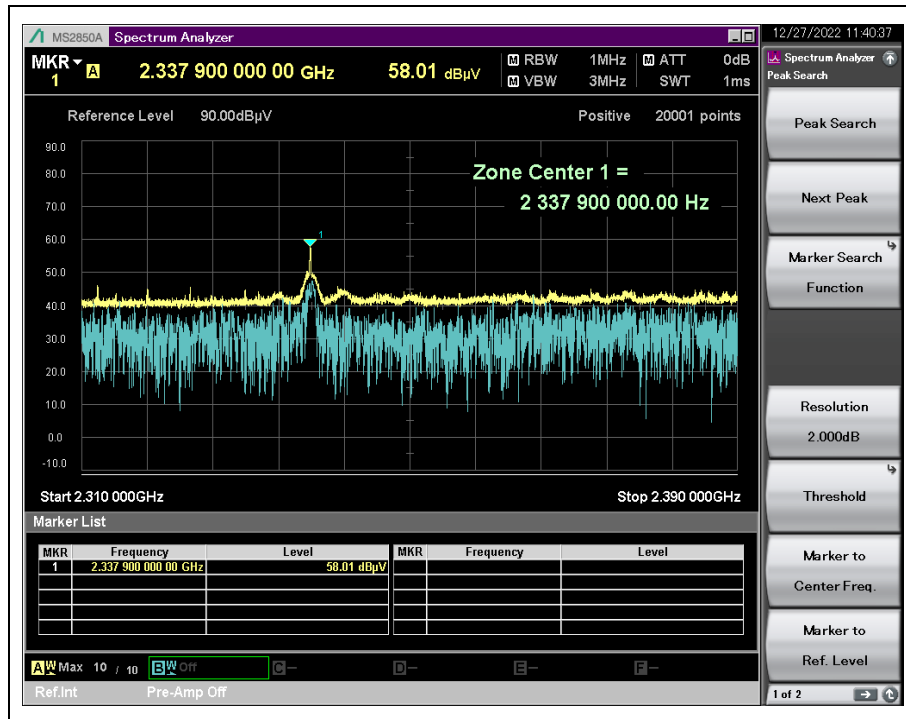 MS2850A Spectrum Analyzer
12/27/2022 11:40:37
MKR 1 A 2.337 900 000 00 GHz 58.01 dBµV
M RBW 1MHz M ATT 0dB
M VBW 3MHz SWT 1ms
Reference Level 90.00dBµV Positive 20001 points
90.0
80.0
70.0
60.0
50.0
40.0
30.0
20.0
10.0
0.0
-10.0
Zone Center 1 =
2 337 900 000.00 Hz
1
Start 2.310 000GHz Stop 2.390 000GHz
Marker List
MKR Frequency Level MKR Frequency Level
1 2.337 900 000 00 GHz 58.01 dBµV
A W Max 10 / 10 B W Off C - D - E - F -
Ref.Int Pre-Amp Off
Spectrum Analyzer
Peak Search
Peak Search
Next Peak
Marker Search
Function
Resolution
2.000dB
Threshold
Marker to
Center Freq.
Marker to
Ref. Level
1 of 2